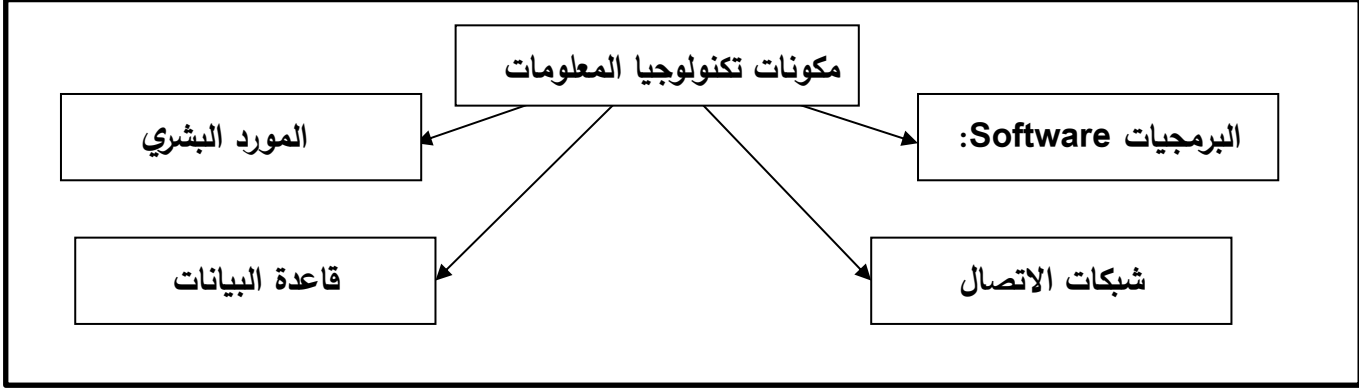 مكونات تكنولوجيا المعلومات
البرمجيات Software:
المورد البشري
شبكات الاتصال
قاعدة البيانات